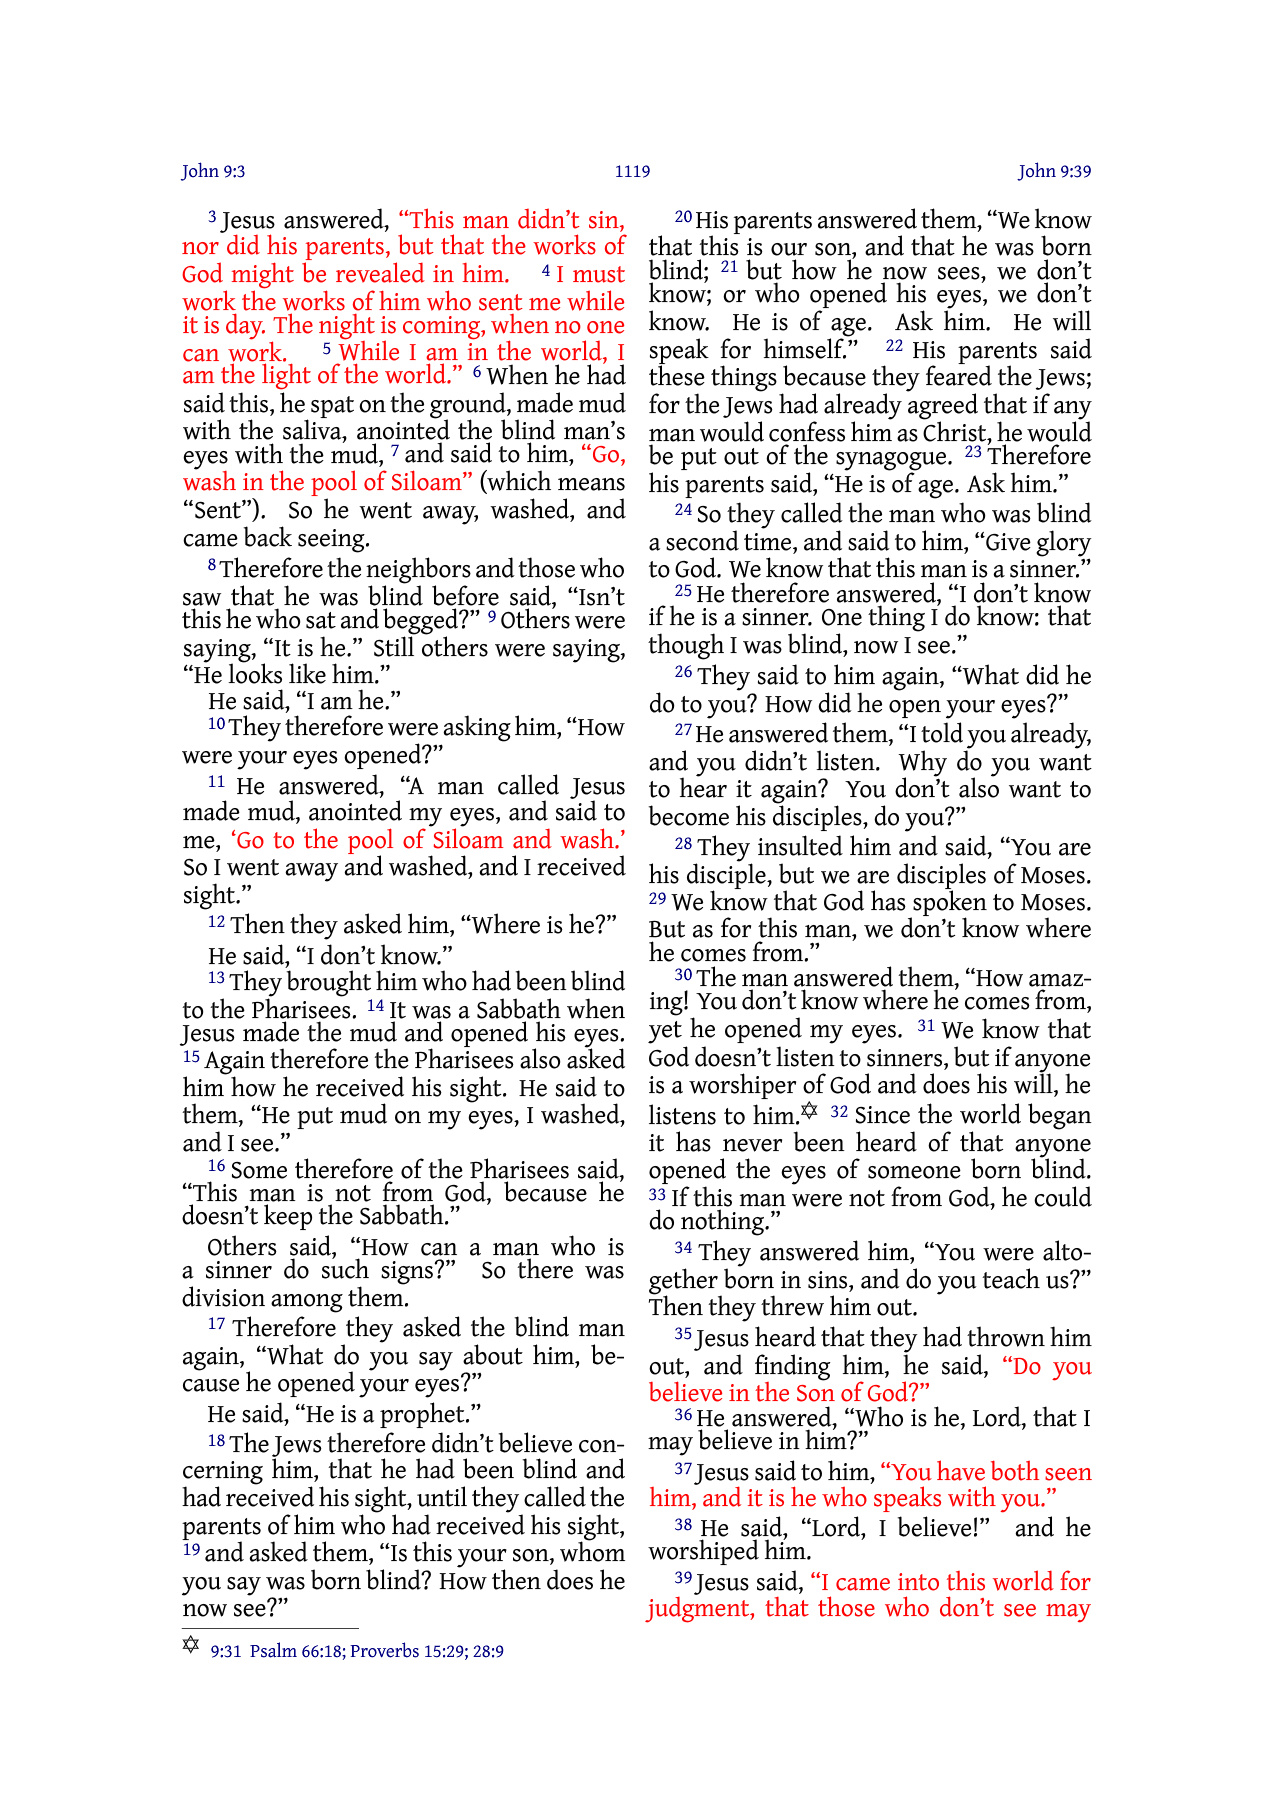 John 9:3 1119 John 9:39
3 Jesus answered, “This man didn’t sin,
nor did his parents, but that the works of
God might be revealed in him. 4 I must
work the works of him who sent me while
it is day. The night is coming, when no one
can work. 5 While I am in the world, I
am the light of the world.” 6 When he had
said this, he spat on the ground, made mud
with the saliva, anointed the blind man’s
eyes with the mud, 7 and said to him, “Go,
wash in the pool of Siloam” (which means
“Sent”). So he went away, washed, and
came back seeing.
8 Therefore the neighbors and those who
saw that he was blind before said, “Isn’t
this he who sat and begged?” 9 Others were
saying, “It is he.” Still others were saying,
“He looks like him.”
He said, “I am he.”
10 They therefore were asking him, “How
were your eyes opened?”
11 He answered, “A man called Jesus
made mud, anointed my eyes, and said to
me, ‘Go to the pool of Siloam and wash.’
So I went away and washed, and I received
sight.”
12 Then they asked him, “Where is he?”
He said, “I don’t know.”
13 They brought him who had been blind
to the Pharisees. 14 It was a Sabbath when
Jesus made the mud and opened his eyes.
15 Again therefore the Pharisees also asked
him how he received his sight. He said to
them, “He put mud on my eyes, I washed,
and I see.”
16 Some therefore of the Pharisees said,
“This man is not from God, because he
doesn’t keep the Sabbath.”
Others said, “How can a man who is
a sinner do such signs?” So there was
division among them.
17 Therefore they asked the blind man
again, “What do you say about him, be-
cause he opened your eyes?”
He said, “He is a prophet.”
18 The Jews therefore didn’t believe con-
cerning him, that he had been blind and
had received his sight, until they called the
parents of him who had received his sight,
19 and asked them, “Is this your son, whom
you say was born blind? How then does he
now see?”
20 His parents answered them, “We know
that this is our son, and that he was born
blind; 21 but how he now sees, we don’t
know; or who opened his eyes, we don’t
know. He is of age. Ask him. He will
speak for himself.” 22 His parents said
these things because they feared the Jews;
for the Jews had already agreed that if any
man would confess him as Christ, he would
be put out of the synagogue. 23 Therefore
his parents said, “He is of age. Ask him.”
24 So they called the man who was blind
a second time, and said to him, “Give glory
to God. We know that this man is a sinner.”
25 He therefore answered, “I don’t know
if he is a sinner. One thing I do know: that
though I was blind, now I see.”
26 They said to him again, “What did he
do to you? How did he open your eyes?”
27 He answered them, “I told you already,
and you didn’t listen. Why do you want
to hear it again? You don’t also want to
become his disciples, do you?”
28 They insulted him and said, “You are
his disciple, but we are disciples of Moses.
29 We know that God has spoken to Moses.
But as for this man, we don’t know where
he comes from.”
30 The man answered them, “How amaz-
ing! You don’t know where he comes from,
yet he opened my eyes. 31 We know that
God doesn’t listen to sinners, but if anyone
is a worshiper of God and does his will, he
listens to him.✡ 32 Since the world began
it has never been heard of that anyone
opened the eyes of someone born blind.
33 If this man were not from God, he could
do nothing.”
34 They answered him, “You were alto-
gether born in sins, and do you teach us?”
Then they threw him out.
35 Jesus heard that they had thrown him
out, and finding him, he said, “Do you
believe in the Son of God?”
36 He answered, “Who is he, Lord, that I
may believe in him?”
37 Jesus said to him, “You have both seen
him, and it is he who speaks with you.”
38 He said, “Lord, I believe!” and he
worshiped him.
39 Jesus said, “I came into this world for
judgment, that those who don’t see may
✡ 9:31 Psalm 66:18; Proverbs 15:29; 28:9